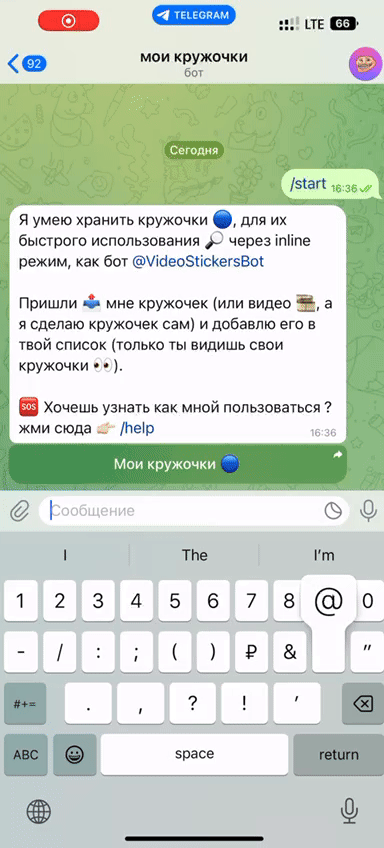 TELEGRAM
LTE 66
92
мои кружочки
бот
Сегодня
/start 16:36
Я умею хранить кружочки 🔵, для их
быстрого использования 🔎 через inline
режим, как бот @VideoStickersBot
Пришли 📤 мне кружочек (или видео 📼, а
я сделаю кружочек сам) и добавлю его в
твой список (только ты видишь свои
кружочки 👀).
🆘 Хочешь узнать как мной пользоваться ?
жми сюда 👉🏻 /help
16:36
Мои кружочки 🔵
Сообщение
I The I’m
1 2 3 4 5 6 7 8 @ 0
- / : ; ( ) ₽ & ”
#+= . , ? ! ’
ABC space return